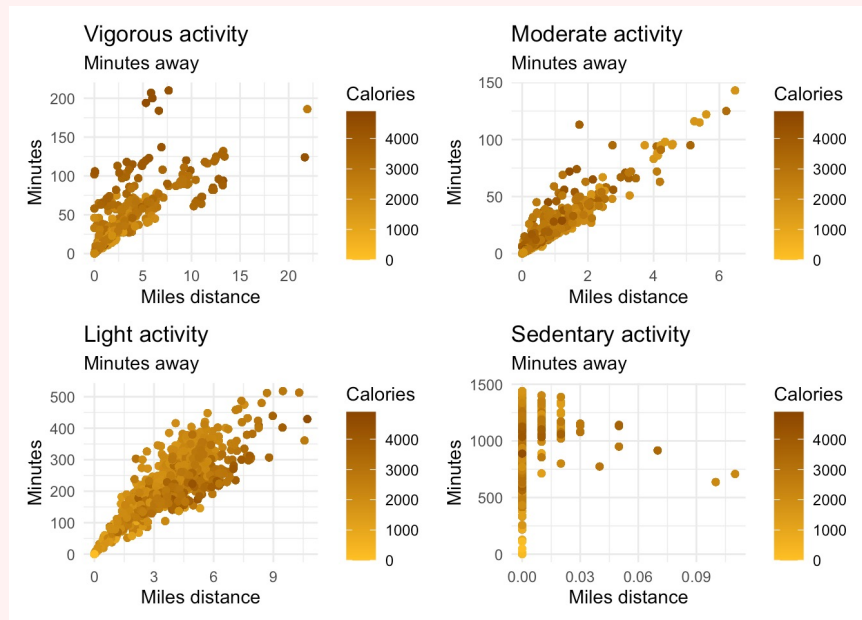 Vigorous activity
Minutes away
Minutes
200
150
100
50
0
0 5 10 15 20
Miles distance
Calories
4000
3000
2000
1000
0
Moderate activity
Minutes away
Minutes
150
100
50
0
0 2 4 6
Miles distance
Calories
4000
3000
2000
1000
0
Light activity
Minutes away
Minutes
500
400
300
200
100
0
0 3 6 9
Miles distance
Calories
4000
3000
2000
1000
0
Sedentary activity
Minutes away
Minutes
1500
1000
500
0
0.00 0.03 0.06 0.09
Miles distance
Calories
4000
3000
2000
1000
0